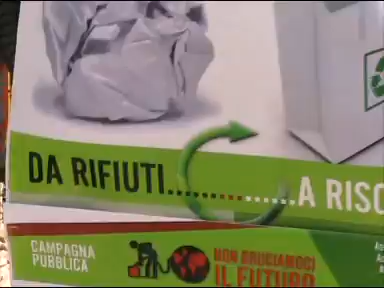 DA RIFIUTI.................A RISO
CAMPAGNA
PUBBLICA
NON BRUCIAMOCI
IL FUTURO